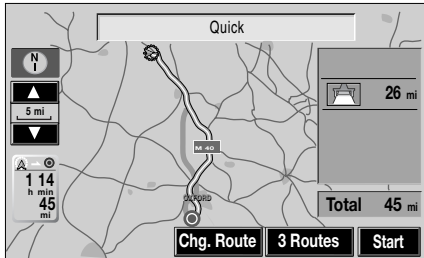 Quick
N
5 mi
26 mi
M 40
1 14
h min
45
mi
OXFORD
Total 45 mi
Chg. Route 3 Routes Start